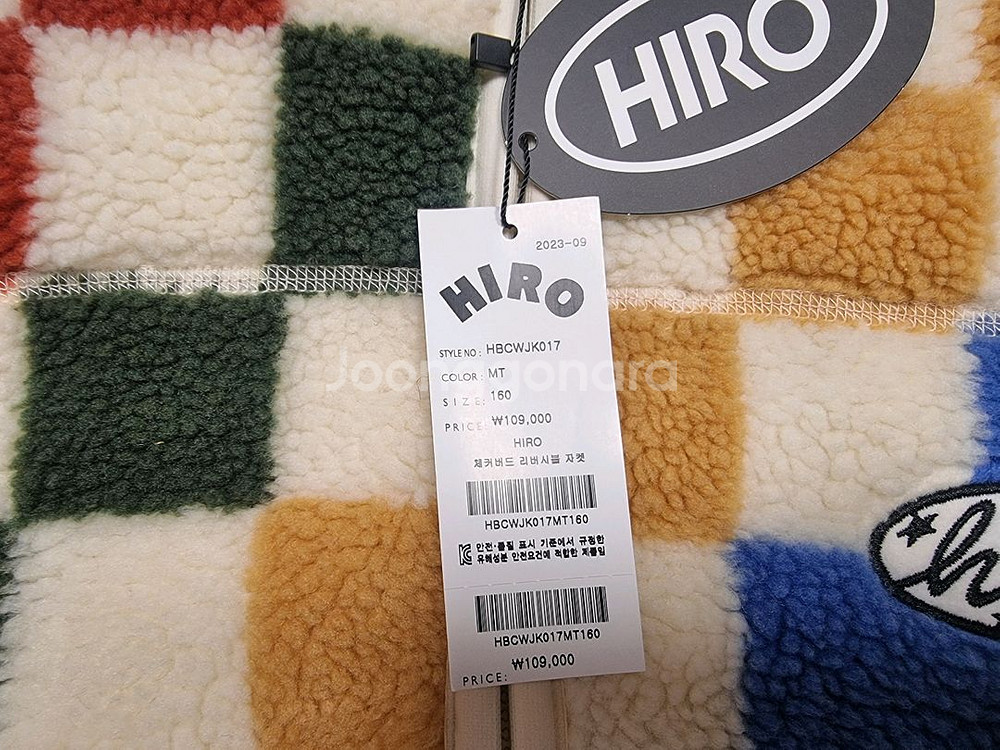 HIRO
2023-09
HIRO
STYLE NO: HBCWJK017
COLOR: MT
SIZE: 160
PRICE ₩109,000
HIRO
체커버드 리버시블 자켓
HBCWJK017MT160
안전·품질 표시 기준에서 규정한
유해성분 안전요건에 적합한 제품임
HBCWJK017MT160
₩109,000
PRICE:
Joongonara